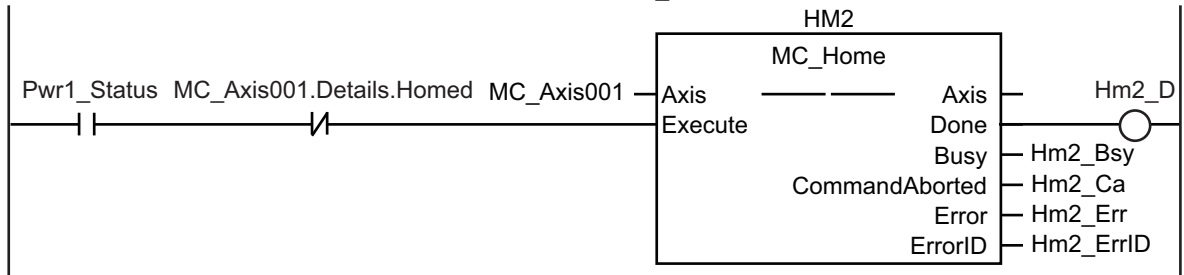 HM2
MC_Home
Pwr1_Status MC_Axis001.Details.Homed MC_Axis001 Axis Axis Hm2_D
Execute Done
Busy Hm2_Bsy
CommandAborted Hm2_Ca
Error Hm2_Err
ErrorID Hm2_ErrID